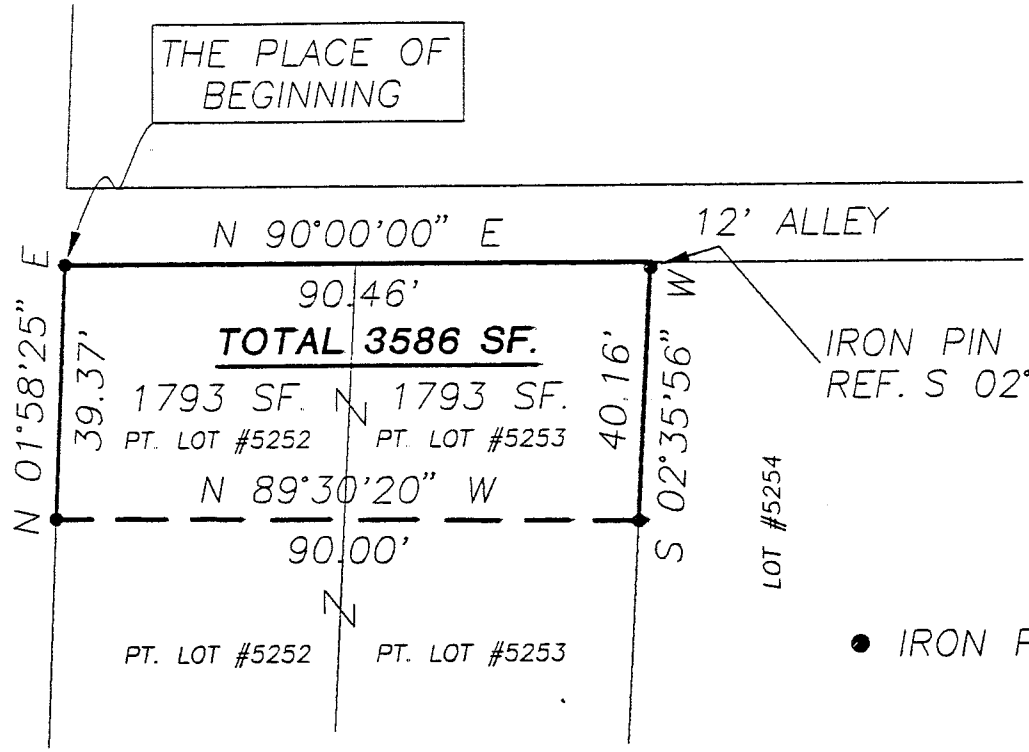 THE PLACE OF
BEGINNING
12' ALLEY
N 90°00'00" E
90.46'
N 01°58'25" E
39.37'
TOTAL 3586 SF.
1793 SF.
1793 SF.
PT. LOT #5252
PT. LOT #5253
40.16'
S 02°35'56" W
IRON PIN
REF. S 02°
N 89°30'20" W
90.00'
LOT #5254
PT. LOT #5252
PT. LOT #5253
IRON P